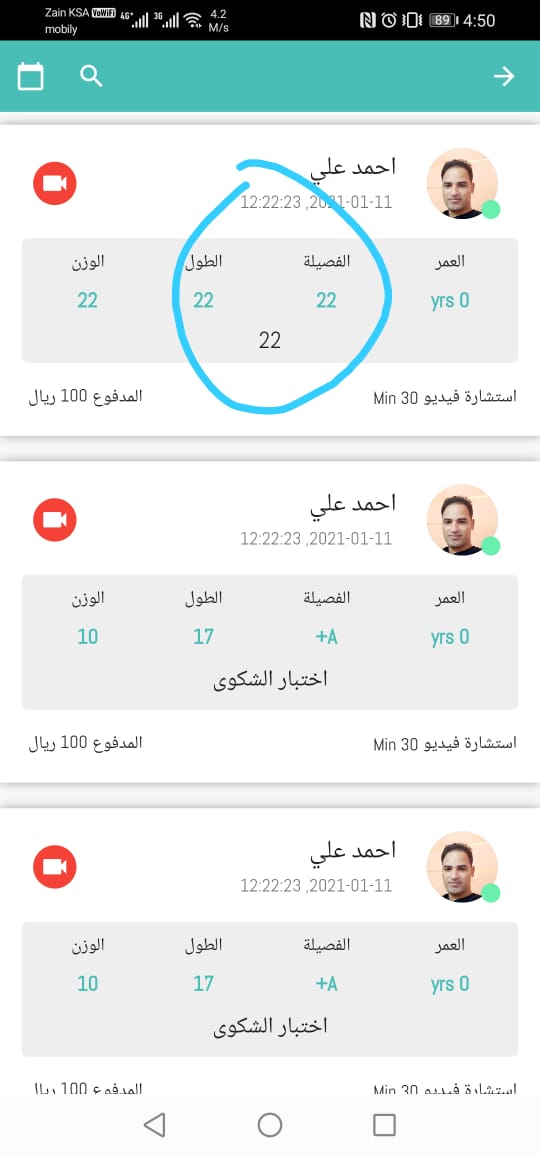 Zain KSA VoWiFi 4G+ 3G 4.2 M/s 89 4:50
mobily
احمد علي
2021-01-11, 12:22:23
العمر الفصيلة الطول الوزن
0 yrs 22 22 22
22
استشارة فيديو 30 Min المدفوع 100 ريال
احمد علي
2021-01-11, 12:22:23
العمر الفصيلة الطول الوزن
0 yrs A+ 17 10
اختبار الشكوى
استشارة فيديو 30 Min المدفوع 100 ريال
احمد علي
2021-01-11, 12:22:23
العمر الفصيلة الطول الوزن
0 yrs A+ 17 10
اختبار الشكوى
استشارة فيديو 30 Min المدفوع 100 ريال